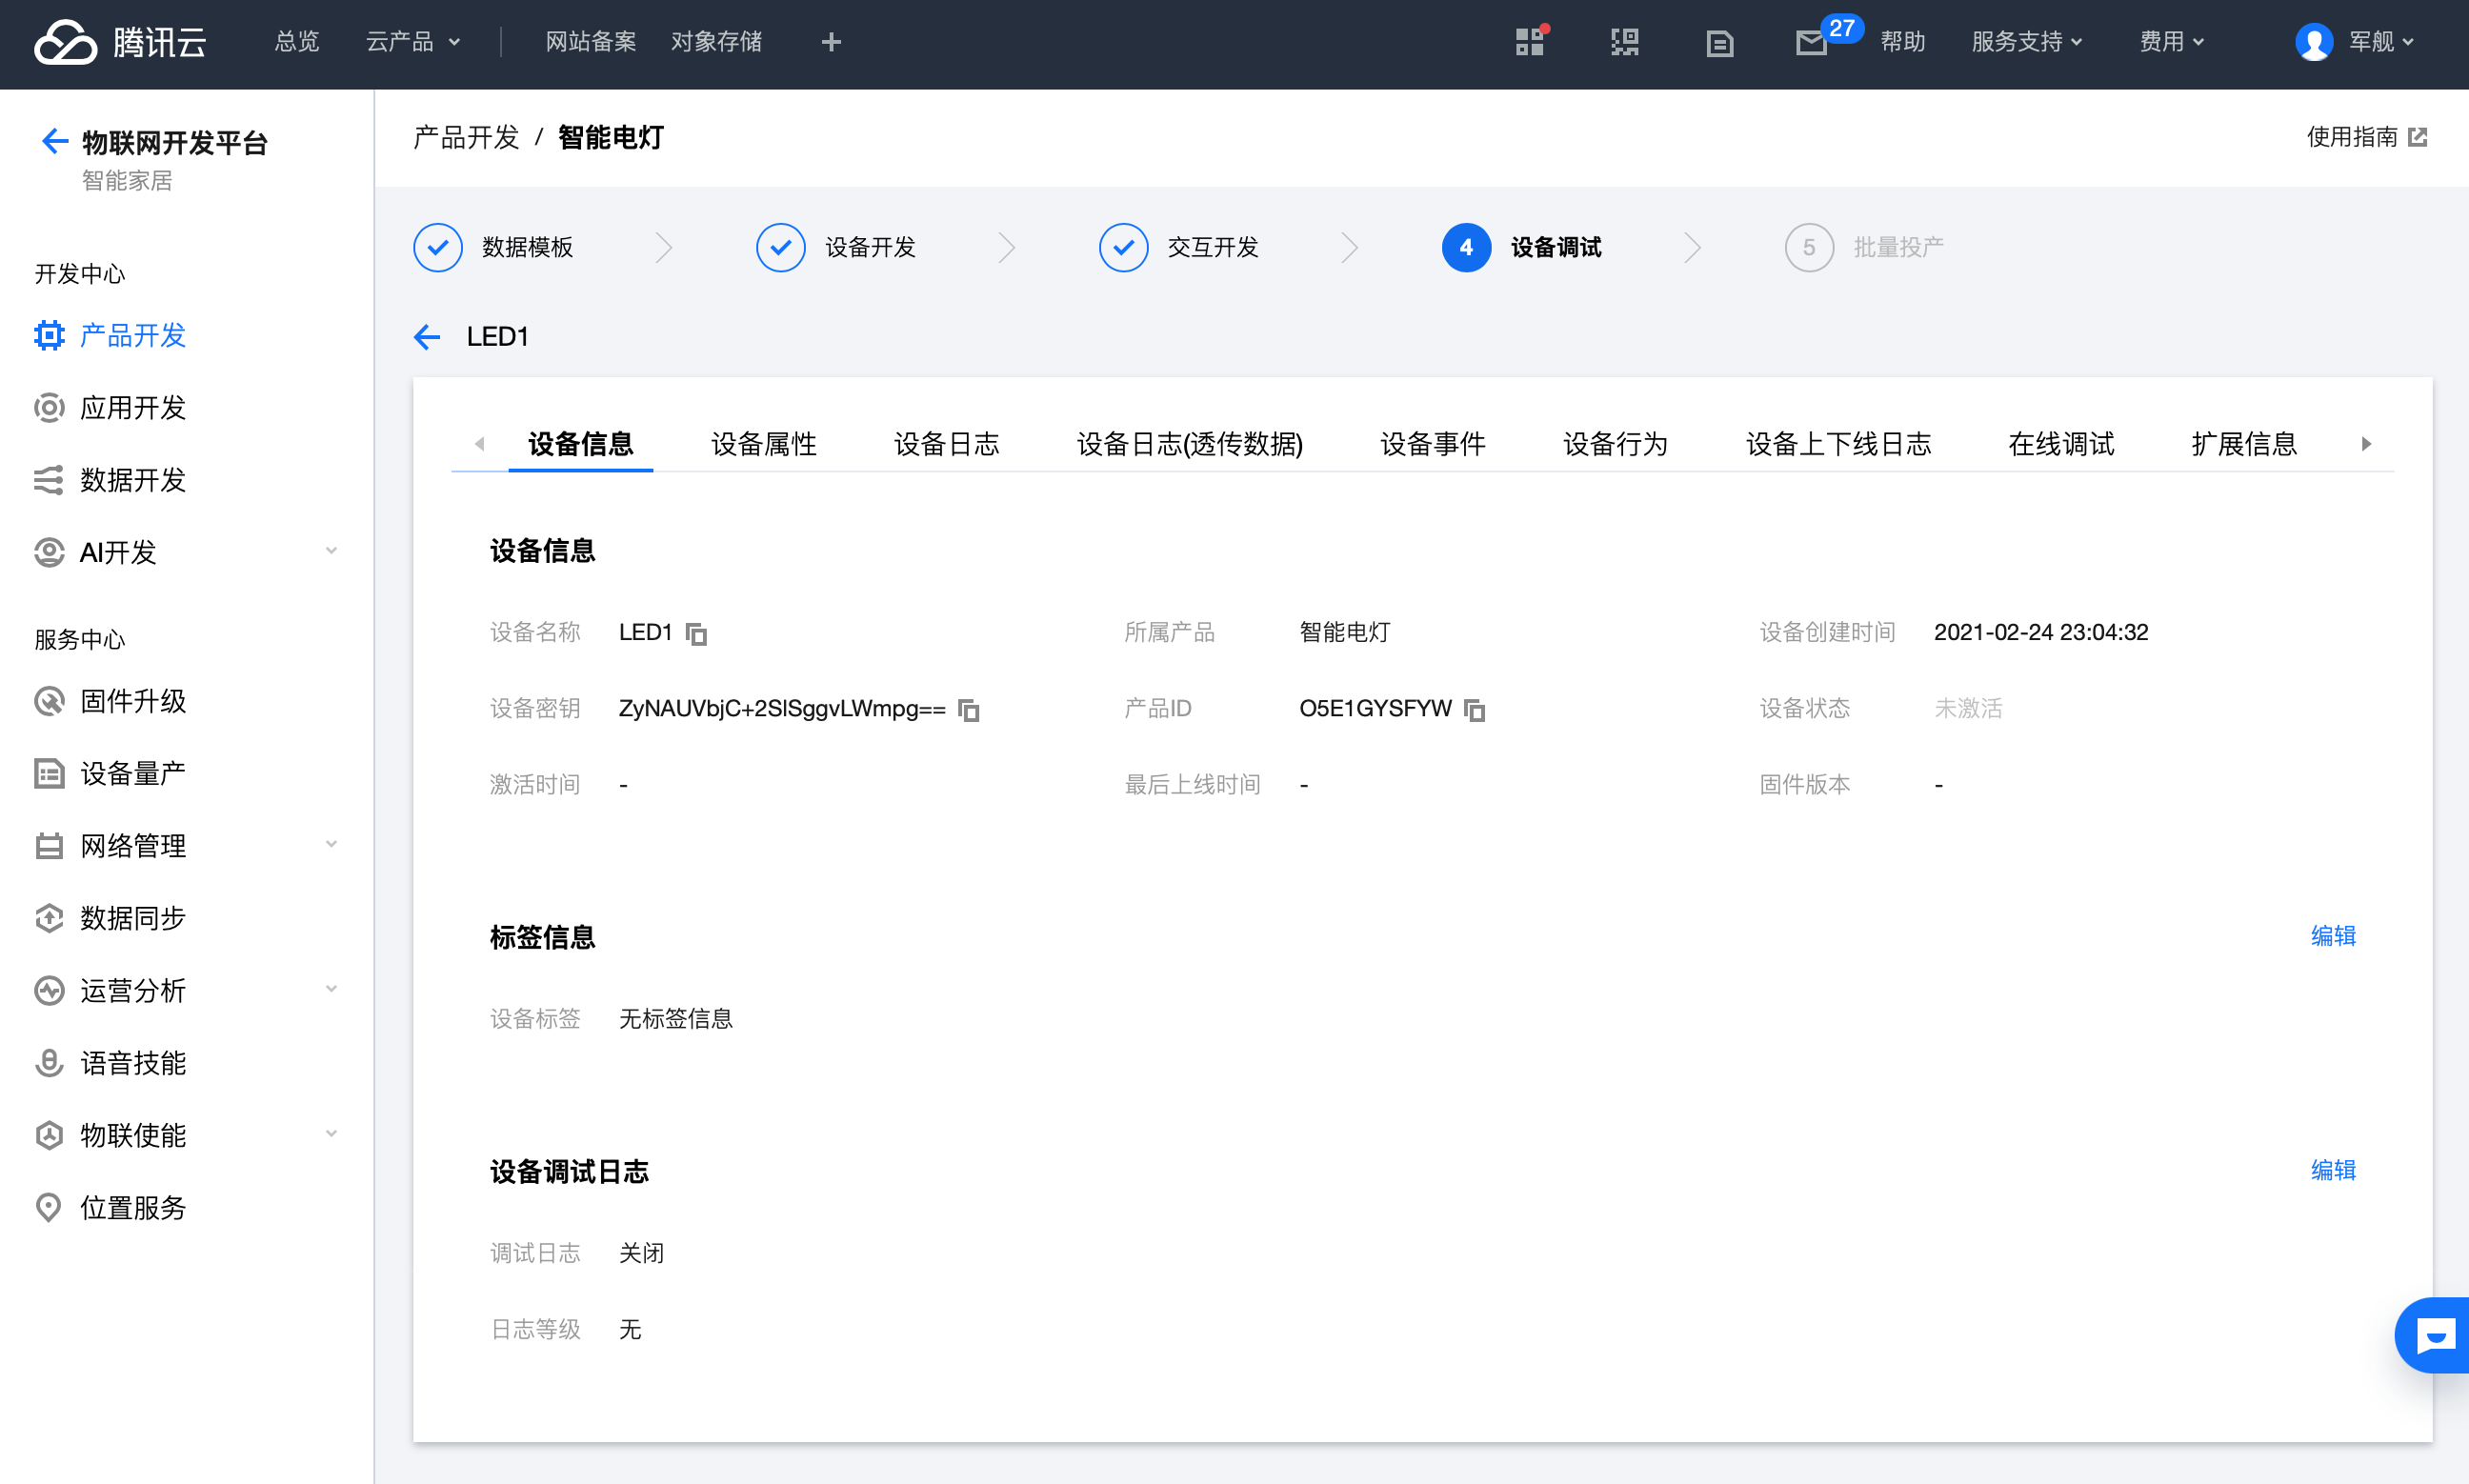 腾讯云 总览 云产品 网站备案 对象存储 + 27 帮助 服务支持 费用 军舰
物联网开发平台
智能家居
开发中心
产品开发
应用开发
数据开发
AI开发
服务中心
固件升级
设备量产
网络管理
数据同步
运营分析
语音技能
物联使能
位置服务
产品开发 / 智能电灯 使用指南
数据模板 设备开发 交互开发 4 设备调试 5 批量投产
LED1
设备信息 设备属性 设备日志 设备日志(透传数据) 设备事件 设备行为 设备上下线日志 在线调试 扩展信息
设备信息
设备名称 LED1 所属产品 智能电灯 设备创建时间 2021-02-24 23:04:32
设备密钥 ZyNAUVbjC+2SlSggvLWmpg== 产品ID O5E1GYSFYW 设备状态 未激活
激活时间 - 最后上线时间 - 固件版本 -
标签信息 编辑
设备标签 无标签信息
设备调试日志 编辑
调试日志 关闭
日志等级 无